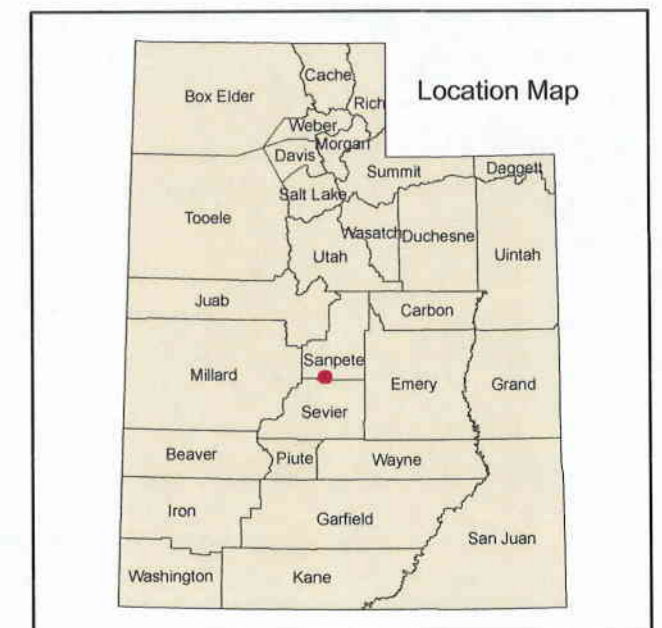 Location Map
Cache
Box Elder
Rich
Weber
Morgan
Davis
Summit
Daggett
Salt Lake
Tooele
Wasatch
Duchesne
Utah
Uintah
Juab
Carbon
Sanpete
Millard
Emery
Grand
Sevier
Beaver
Piute
Wayne
Iron
Garfield
San Juan
Washington
Kane